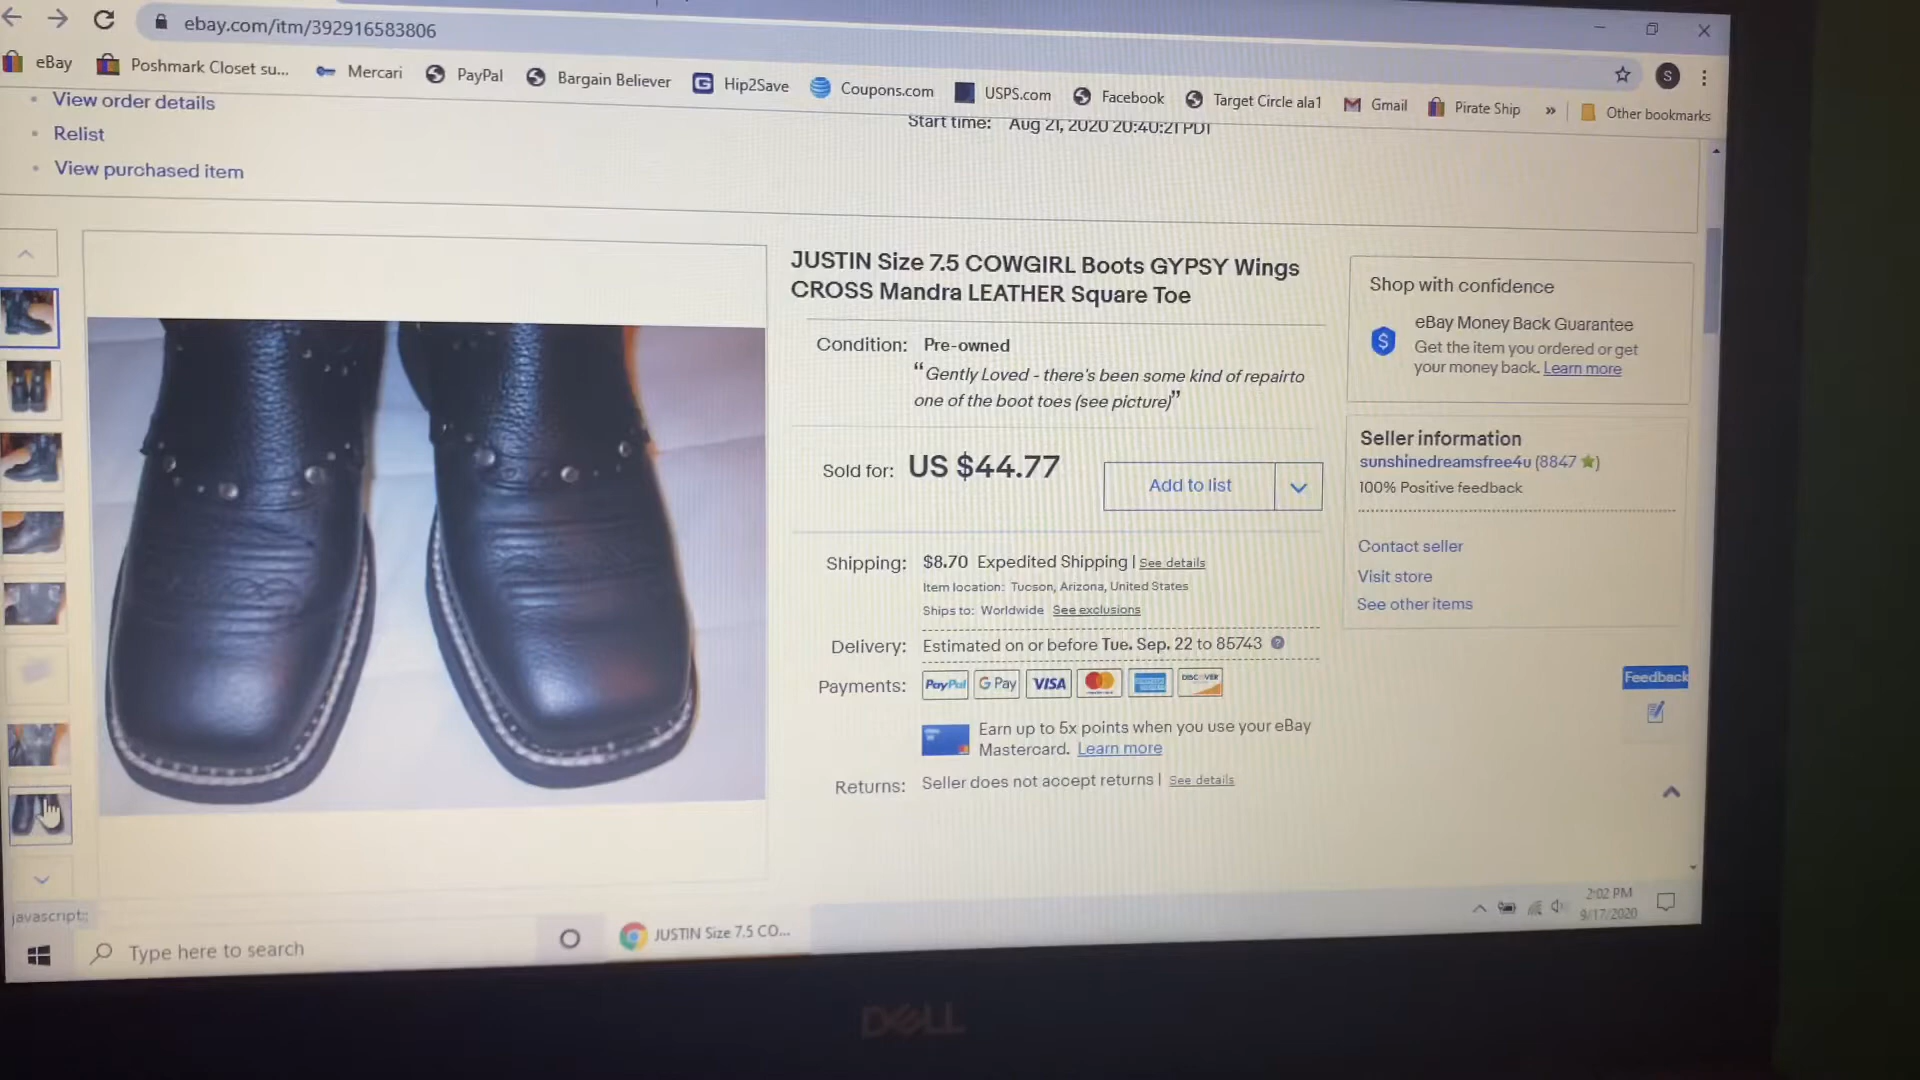 ebay.com/itm/392916583806
eBay Poshmark Closet su... Mercari PayPal Bargain Believer Hip2Save Coupons.com USPS.com Facebook Target Circle ala1 Gmail Pirate Ship » Other bookmarks
S
View order details
Relist
View purchased item
Start time: Aug 21, 2020 20:40:21 PDT
JUSTIN Size 7.5 COWGIRL Boots GYPSY Wings
CROSS Mandra LEATHER Square Toe
Condition: Pre-owned
“Gently Loved - there's been some kind of repairto
one of the boot toes (see picture)”
Sold for: US $44.77
Add to list
Shipping: $8.70 Expedited Shipping | See details
Item location: Tucson, Arizona, United States
Ships to: Worldwide See exclusions
Delivery: Estimated on or before Tue. Sep. 22 to 85743 ?
Payments: PayPal G Pay VISA DISCOVER
Earn up to 5x points when you use your eBay
Mastercard. Learn more
Returns: Seller does not accept returns | See details
Shop with confidence
$
eBay Money Back Guarantee
Get the item you ordered or get
your money back. Learn more
Seller information
sunshinedreamsfree4u (8847)
100% Positive feedback
Contact seller
Visit store
See other items
Feedback
javascript:;
Type here to search
JUSTIN Size 7.5 CO...
2:02 PM
9/17/2020
DELL